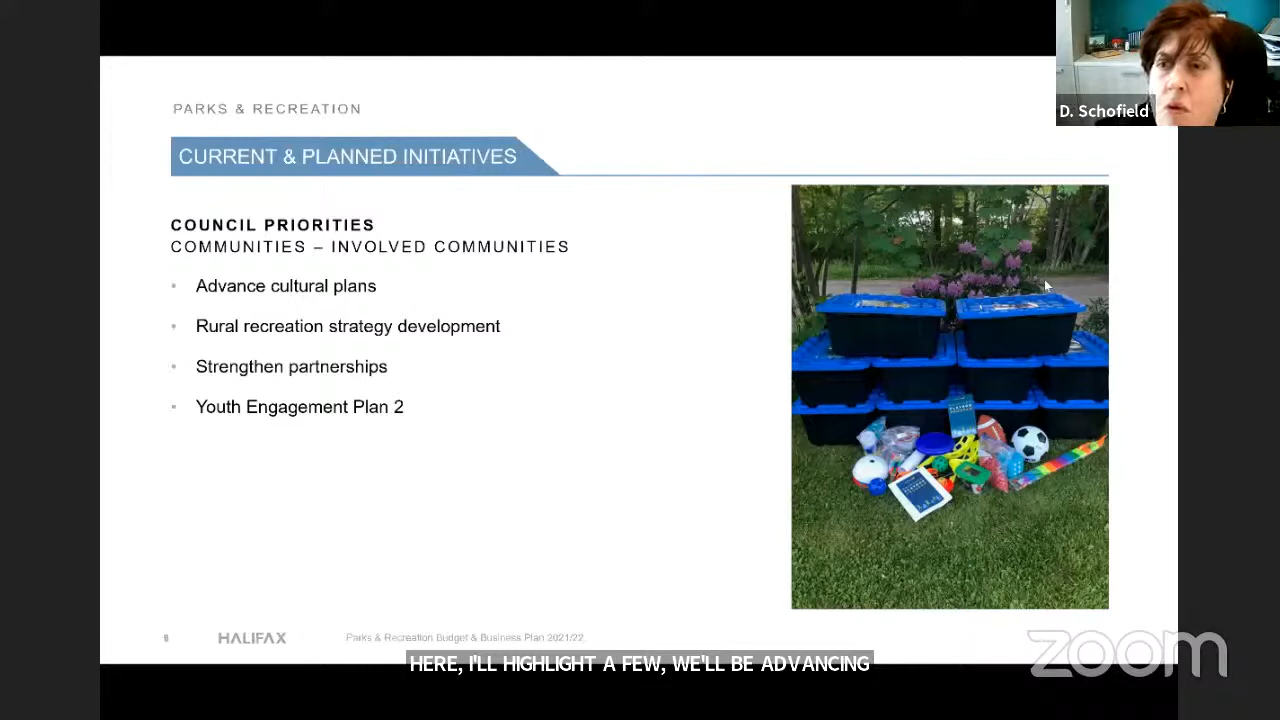 D. Schofield
PARKS & RECREATION
CURRENT & PLANNED INITIATIVES
COUNCIL PRIORITIES
COMMUNITIES – INVOLVED COMMUNITIES
Advance cultural plans
Rural recreation strategy development
Strengthen partnerships
Youth Engagement Plan 2
HALIFAX
Parks & Recreation Budget & Business Plan 2021/22
zoom
HERE, I'LL HIGHLIGHT A FEW, WE'LL BE ADVANCING